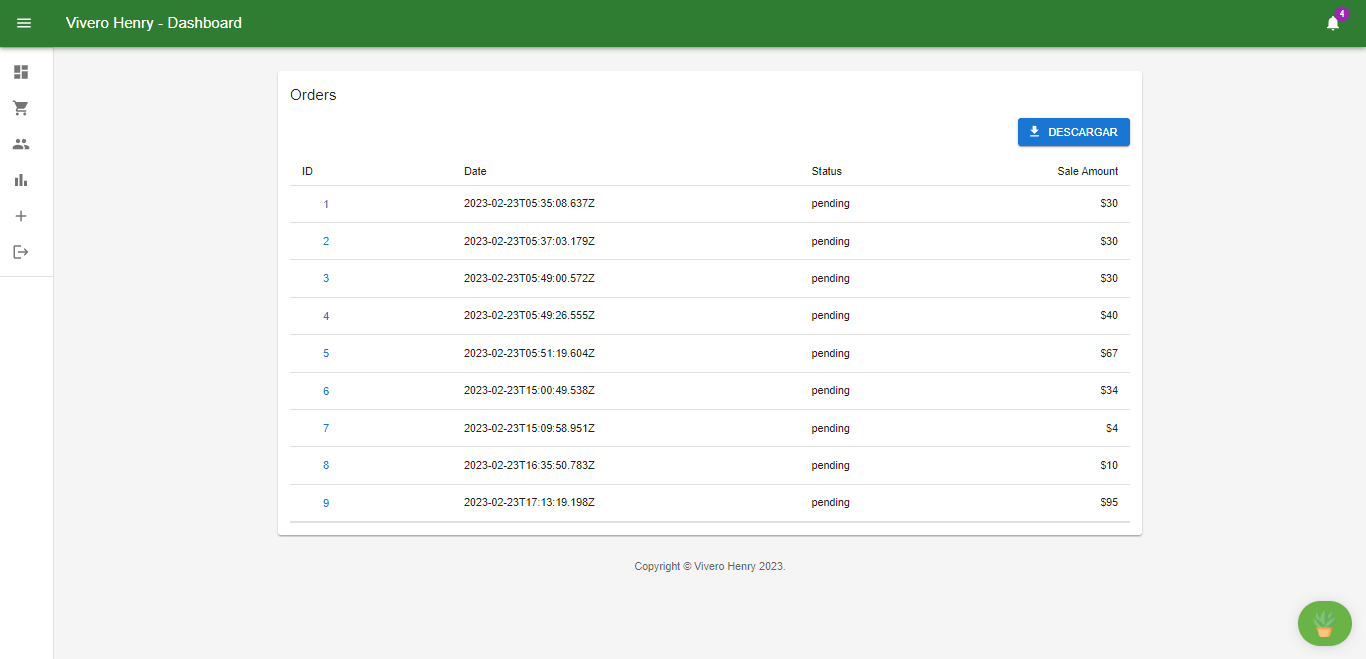 Vivero Henry - Dashboard
4
Orders
DESCARGAR
ID Date Status Sale Amount
1 2023-02-23T05:35:08.637Z pending $30
2 2023-02-23T05:37:03.179Z pending $30
3 2023-02-23T05:49:00.572Z pending $30
4 2023-02-23T05:49:26.555Z pending $40
5 2023-02-23T05:51:19.604Z pending $67
6 2023-02-23T15:00:49.538Z pending $34
7 2023-02-23T15:09:58.951Z pending $4
8 2023-02-23T16:35:50.783Z pending $10
9 2023-02-23T17:13:19.198Z pending $95
Copyright © Vivero Henry 2023.